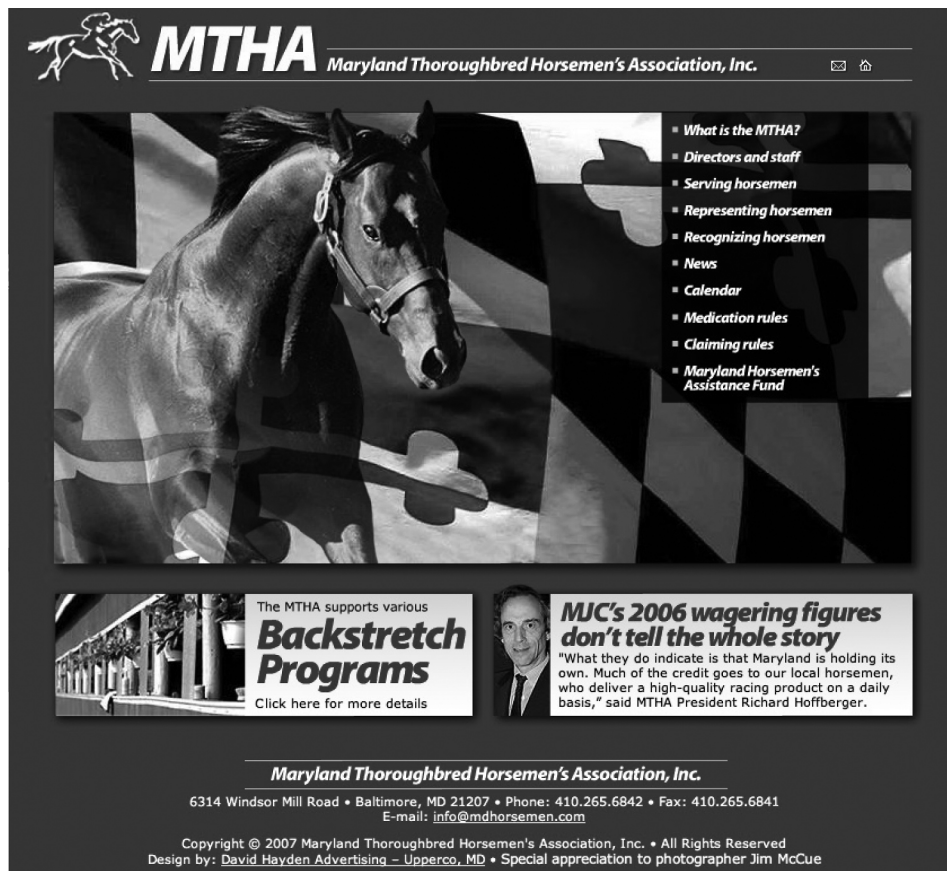 MTHA
Maryland Thoroughbred Horsemen's Association, Inc.
What is the MTHA?
Directors and staff
Serving horsemen
Representing horsemen
Recognizing horsemen
News
Calendar
Medication rules
Claiming rules
Maryland Horsemen's
Assistance Fund
The MTHA supports various
Backstretch
Programs
Click here for more details
MJC's 2006 wagering figures
don't tell the whole story
"What they do indicate is that Maryland is holding its
own. Much of the credit goes to our local horsemen,
who deliver a high-quality racing product on a daily
basis," said MTHA President Richard Hoffberger.
Maryland Thoroughbred Horsemen's Association, Inc.
6314 Windsor Mill Road • Baltimore, MD 21207 • Phone: 410.265.6842 • Fax: 410.265.6841
E-mail: info@mdhorsemen.com
Copyright © 2007 Maryland Thoroughbred Horsemen's Association, Inc. • All Rights Reserved
Design by: David Hayden Advertising – Upperco, MD • Special appreciation to photographer Jim McCue